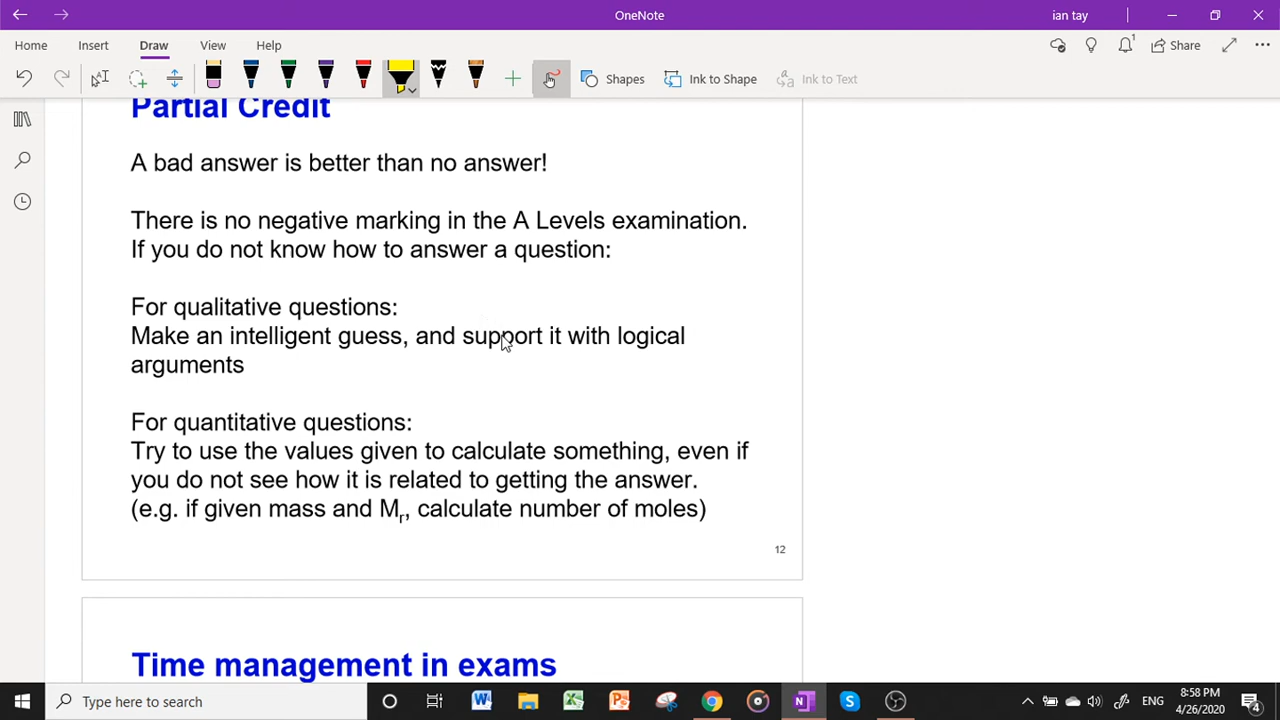 OneNote
ian tay
Home
Insert
Draw
View
Help
Share
Shapes
Ink to Shape
Ink to Text
Partial Credit
A bad answer is better than no answer!
There is no negative marking in the A Levels examination.
If you do not know how to answer a question:
For qualitative questions:
Make an intelligent guess, and support it with logical
arguments
For quantitative questions:
Try to use the values given to calculate something, even if
you do not see how it is related to getting the answer.
(e.g. if given mass and Mr, calculate number of moles)
12
Time management in exams
Type here to search
ENG
8:58 PM
4/26/2020
4